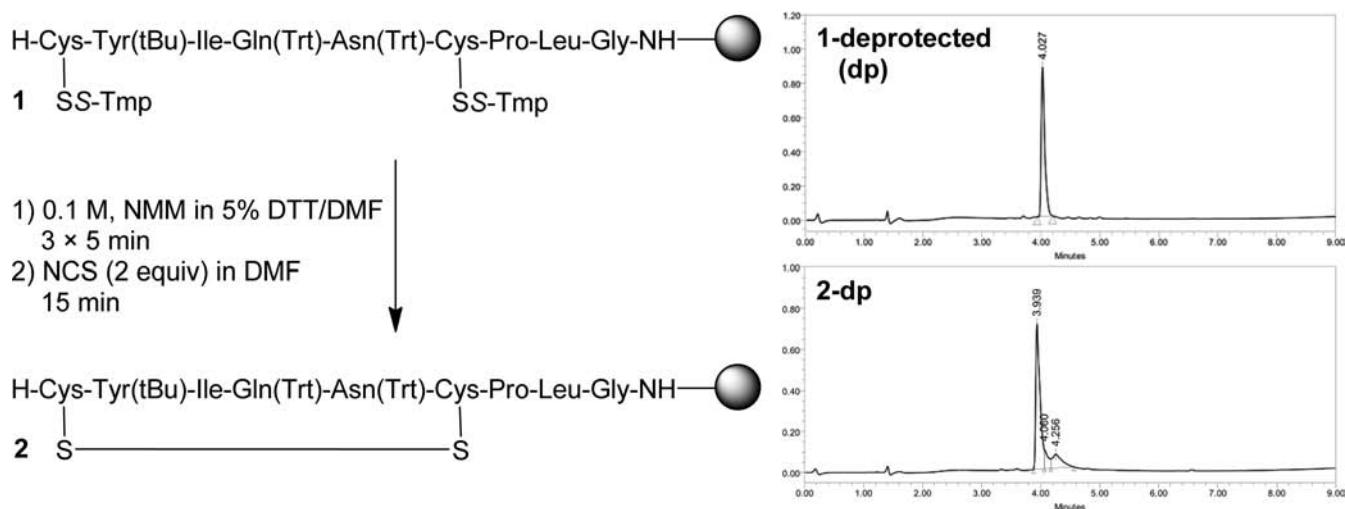 H-Cys-Tyr(tBu)-Ile-Gln(Trt)-Asn(Trt)-Cys-Pro-Leu-Gly-NH
1 SS-Tmp SS-Tmp
1) 0.1 M, NMM in 5% DTT/DMF
3 × 5 min
2) NCS (2 equiv) in DMF
15 min
H-Cys-Tyr(tBu)-Ile-Gln(Trt)-Asn(Trt)-Cys-Pro-Leu-Gly-NH
2 S S
1-deprotected
(dp)
4.027
1.20
1.00
0.80
0.60
0.40
0.20
0.00
0.00 1.00 2.00 3.00 4.00 5.00 6.00 7.00 8.00 9.00
Minutes
2-dp
3.939
4.060
4.256
1.00
0.80
0.60
0.40
0.20
0.00
0.00 1.00 2.00 3.00 4.00 5.00 6.00 7.00 8.00 9.00
Minutes